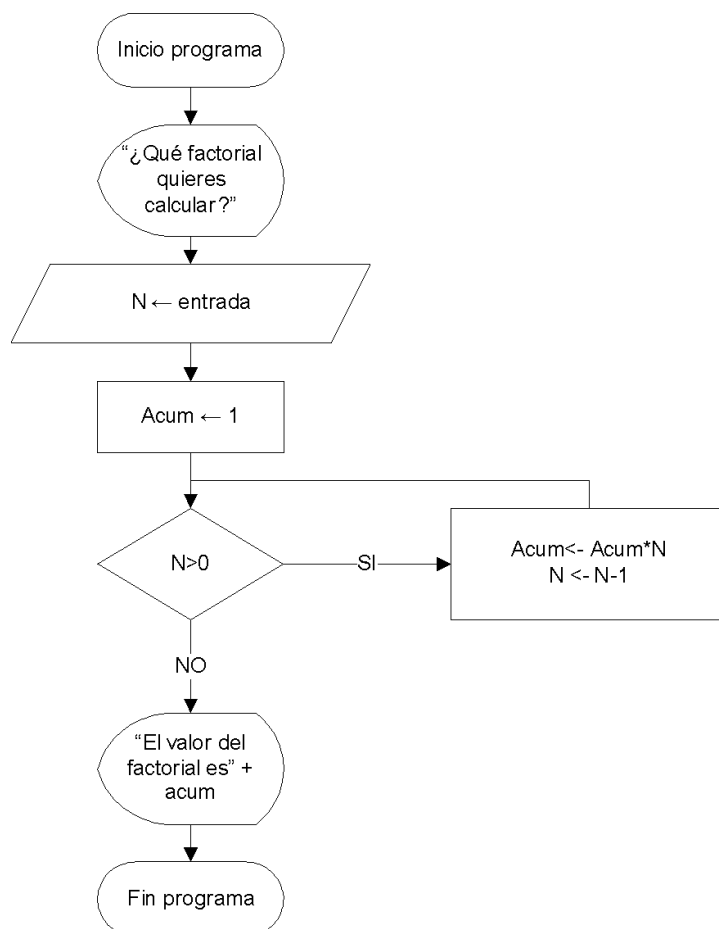 Inicio programa
“¿Qué factorial
quieres
calcular?”
N ← entrada
Acum ← 1
N>0
SI
Acum<- Acum*N
N <- N-1
NO
“El valor del
factorial es” +
acum
Fin programa